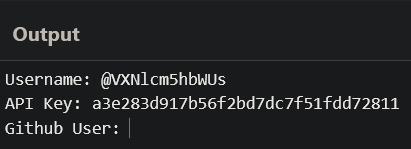 Output
Username: @VXNlcm5hbWUs
API Key: a3e283d917b56f2bd7dc7f51fdd72811
Github User: